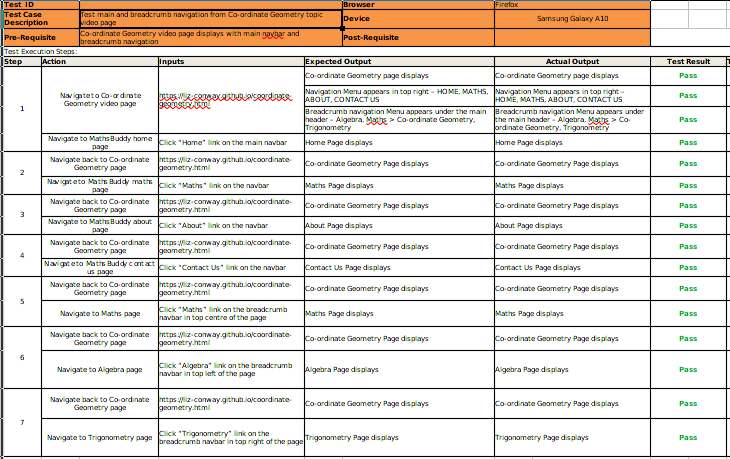 Test ID
Browser
Firefox
Test Case Description
Test main and breadcrumb navigation from Co-ordinate Geometry topic
video page
Device
Samsung Galaxy A10
Pre-Requisite
Co-ordinate Geometry video page displays with main navbar and
breadcrumb navigation
Post-Requisite
Test Execution Steps:
Step
Action
Inputs
Expected Output
Actual Output
Test Result
1
Navigate to Co-ordinate
Geometry video page
https://liz-conway.github.io/coordinate-
geometry.html
Co-ordinate Geometry page displays
Co-ordinate Geometry page displays
Pass
Navigation Menu appears in top right – HOME, MATHS,
ABOUT, CONTACT US
Navigation Menu appears in top right –
HOME, MATHS, ABOUT, CONTACT US
Pass
Breadcrumb navigation Menu appears under the main
header – Algebra, Maths > Co-ordinate Geometry,
Trigonometry
Breadcrumb navigation Menu appears under
the main header – Algebra, Maths > Co-
ordinate Geometry, Trigonometry
Pass
Navigate to MathsBuddy home
page
Click “Home” link on the main navbar
Home Page displays
Home Page displays
Pass
2
Navigate back to Co-ordinate
Geometry page
https://liz-conway.github.io/coordinate-
geometry.html
Co-ordinate Geometry Page displays
Co-ordinate Geometry Page displays
Pass
Navigate to Maths Buddy maths
page
Click “Maths” link on the navbar
Maths Page displays
Maths Page displays
Pass
3
Navigate back to Co-ordinate
Geometry page
https://liz-conway.github.io/coordinate-
geometry.html
Co-ordinate Geometry Page displays
Co-ordinate Geometry Page displays
Pass
Navigate to MathsBuddy about
page
Click “About” link on the navbar
About Page displays
About Page displays
Pass
4
Navigate back to Co-ordinate
Geometry page
https://liz-conway.github.io/coordinate-
geometry.html
Co-ordinate Geometry Page displays
Co-ordinate Geometry Page displays
Pass
Navigate to Maths Buddy contact
us page
Click “Contact Us” link on the navbar
Contact Us Page displays
Contact Us Page displays
Pass
5
Navigate back to Co-ordinate
Geometry page
https://liz-conway.github.io/coordinate-
geometry.html
Co-ordinate Geometry Page displays
Co-ordinate Geometry Page displays
Pass
Navigate to Maths page
Click “Maths” link on the breadcrumb
navbar in top centre of the page
Maths Page displays
Maths Page displays
Pass
6
Navigate back to Co-ordinate
Geometry page
https://liz-conway.github.io/coordinate-
geometry.html
Co-ordinate Geometry Page displays
Co-ordinate Geometry Page displays
Pass
Navigate to Algebra page
Click “Algebra” link on the breadcrumb
navbar in top left of the page
Algebra Page displays
Algebra Page displays
Pass
7
Navigate back to Co-ordinate
Geometry page
https://liz-conway.github.io/coordinate-
geometry.html
Co-ordinate Geometry Page displays
Co-ordinate Geometry Page displays
Pass
Navigate to Trigonometry page
Click “Trigonometry” link on the
breadcrumb navbar in top right of the page
Trigonometry Page displays
Trigonometry Page displays
Pass